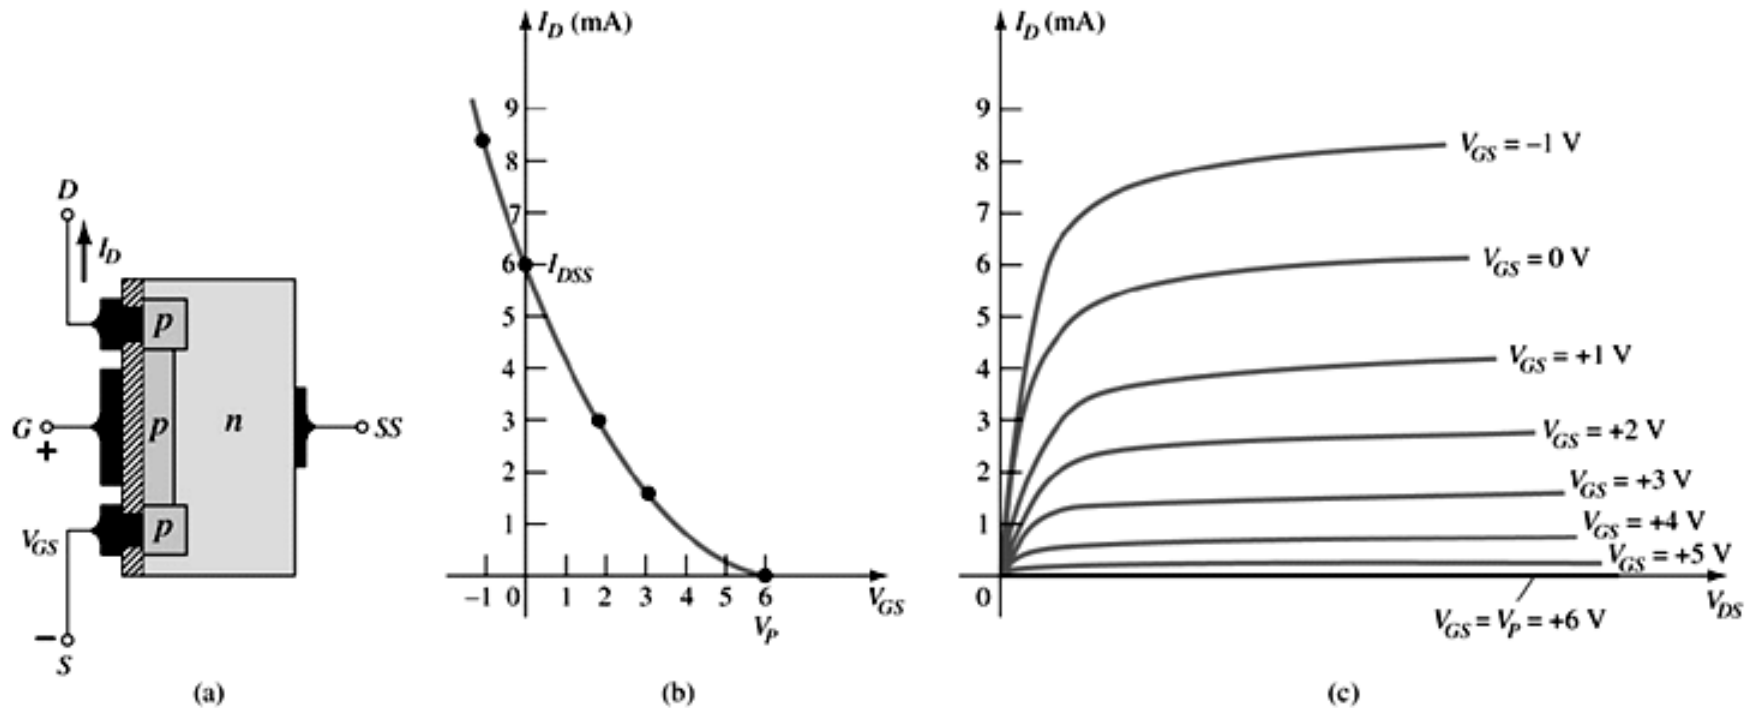 D
I_D
p
G
+
p
n
SS
V_GS
p
−
S
(a)
I_D (mA)
9
8
7
6
I_DSS
5
4
3
2
1
−1 0 1 2 3 4 5 6
V_GS
V_P
(b)
I_D (mA)
9
8
7
6
5
4
3
2
1
0
V_GS = −1 V
V_GS = 0 V
V_GS = +1 V
V_GS = +2 V
V_GS = +3 V
V_GS = +4 V
V_GS = +5 V
V_DS
V_GS = V_P = +6 V
(c)